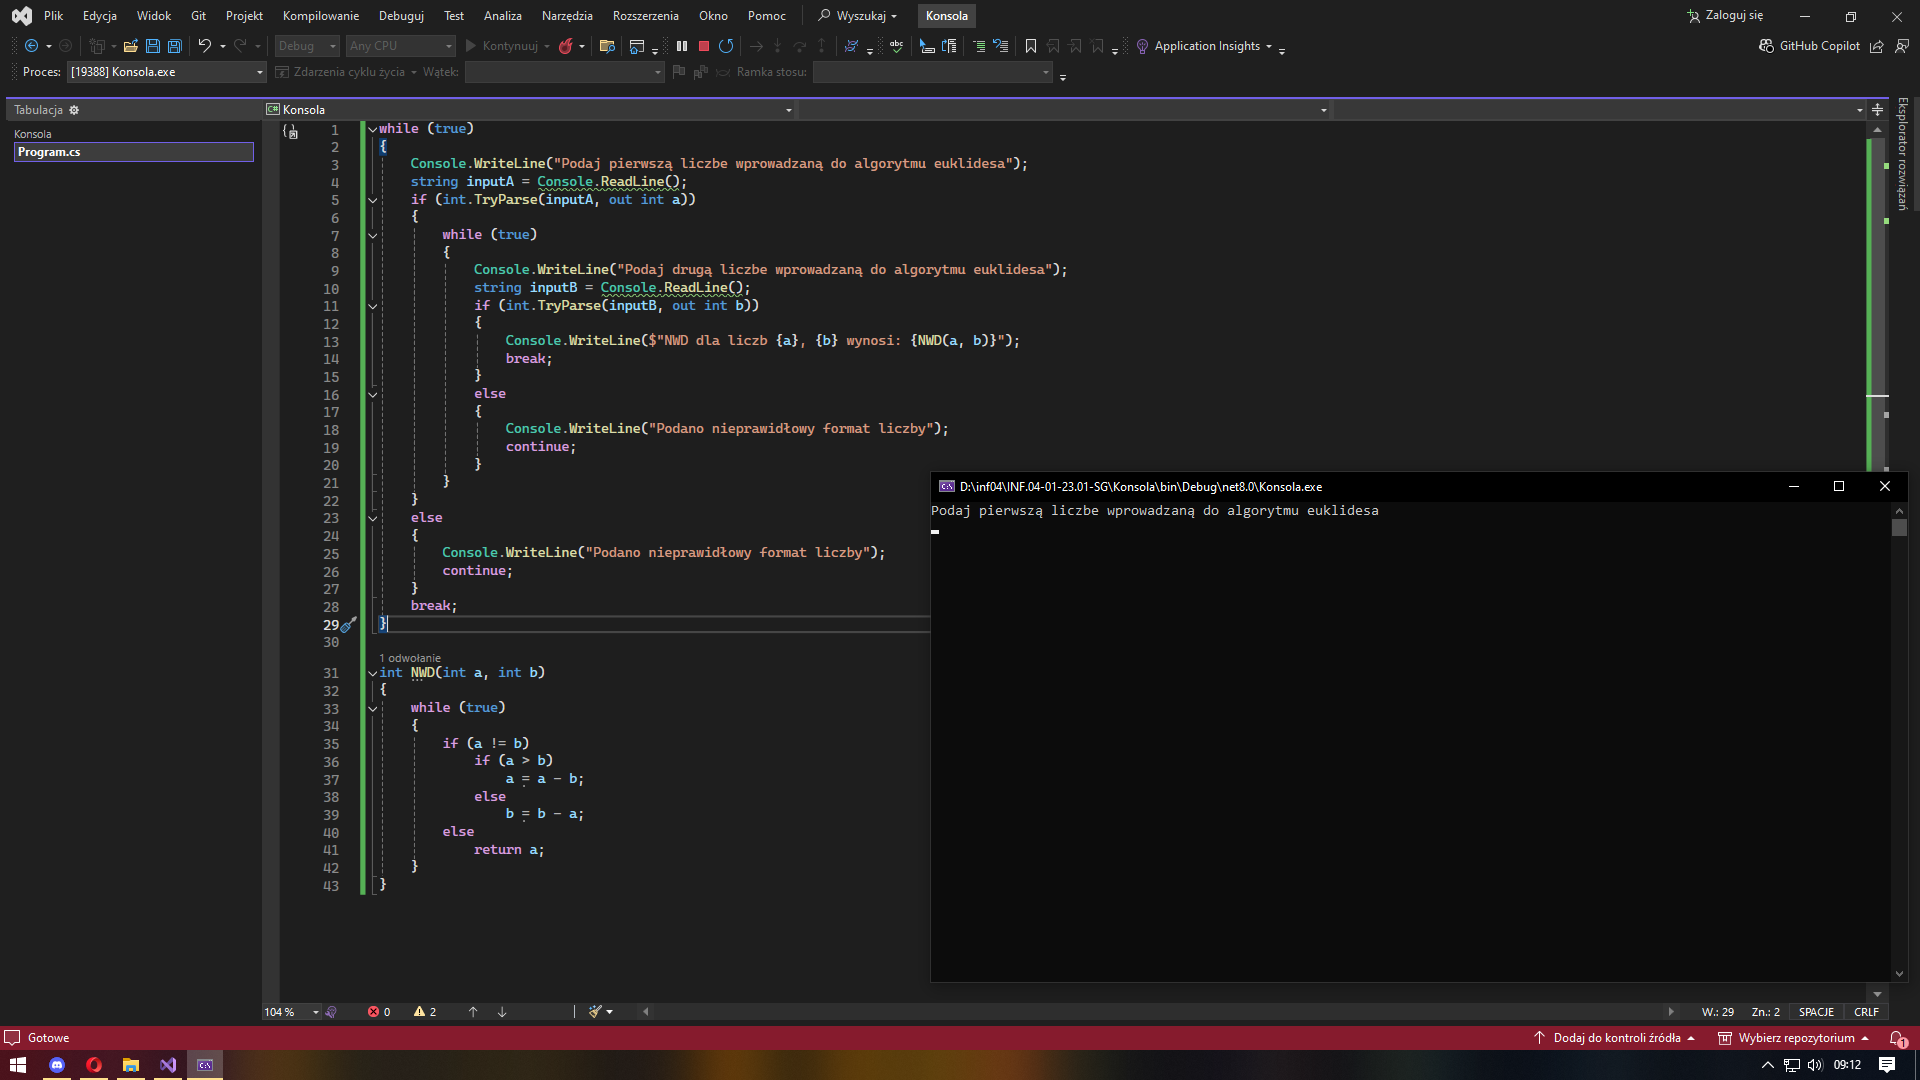 Plik Edycja Widok Git Projekt Kompilowanie Debuguj Test Analiza Narzędzia Rozszerzenia Okno Pomoc Wyszukaj Konsola Zaloguj się
Debug Any CPU Kontynuuj Application Insights GitHub Copilot
Proces: [19388] Konsola.exe Zdarzenia cyklu życia Wątek: Ramka stosu:
Tabulacja
Konsola
Program.cs
C# Konsola
Eksplorator rozwiązań
1 while (true)
2 {
3 Console.WriteLine("Podaj pierwszą liczbe wprowadzaną do algorytmu euklidesa");
4 string inputA = Console.ReadLine();
5 if (int.TryParse(inputA, out int a))
6 {
7 while (true)
8 {
9 Console.WriteLine("Podaj drugą liczbe wprowadzaną do algorytmu euklidesa");
10 string inputB = Console.ReadLine();
11 if (int.TryParse(inputB, out int b))
12 {
13 Console.WriteLine($"NWD dla liczb {a}, {b} wynosi: {NWD(a, b)}");
14 break;
15 }
16 else
17 {
18 Console.WriteLine("Podano nieprawidłowy format liczby");
19 continue;
20 }
21 }
22 }
23 else
24 {
25 Console.WriteLine("Podano nieprawidłowy format liczby");
26 continue;
27 }
28 break;
29 }
30
1 odwołanie
31 int NWD(int a, int b)
32 {
33 while (true)
34 {
35 if (a != b)
36 if (a > b)
37 a = a - b;
38 else
39 b = b - a;
40 else
41 return a;
42 }
43 }
D:\inf04\INF.04-01-23.01-SG\Konsola\bin\Debug\net8.0\Konsola.exe
Podaj pierwszą liczbe wprowadzaną do algorytmu euklidesa
104 % 0 2 W.: 29 Zn.: 2 SPACJE CRLF
Gotowe Dodaj do kontroli źródła Wybierz repozytorium 1
09:12